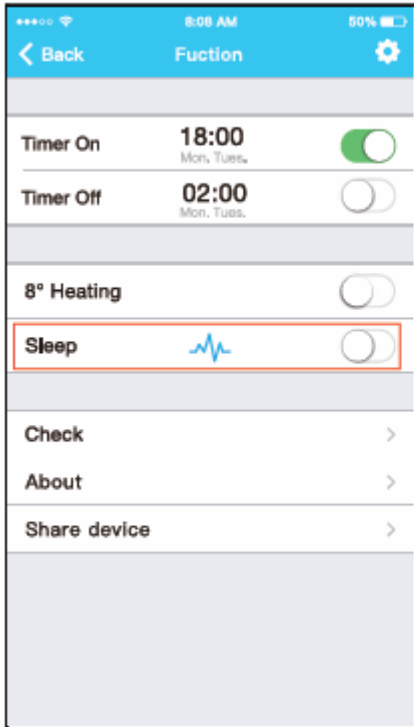 8:08 AM 50%
Back Fuction
Timer On 18:00
Mon. Tues.
Timer Off 02:00
Mon. Tues.
8° Heating
Sleep
Check
About
Share device